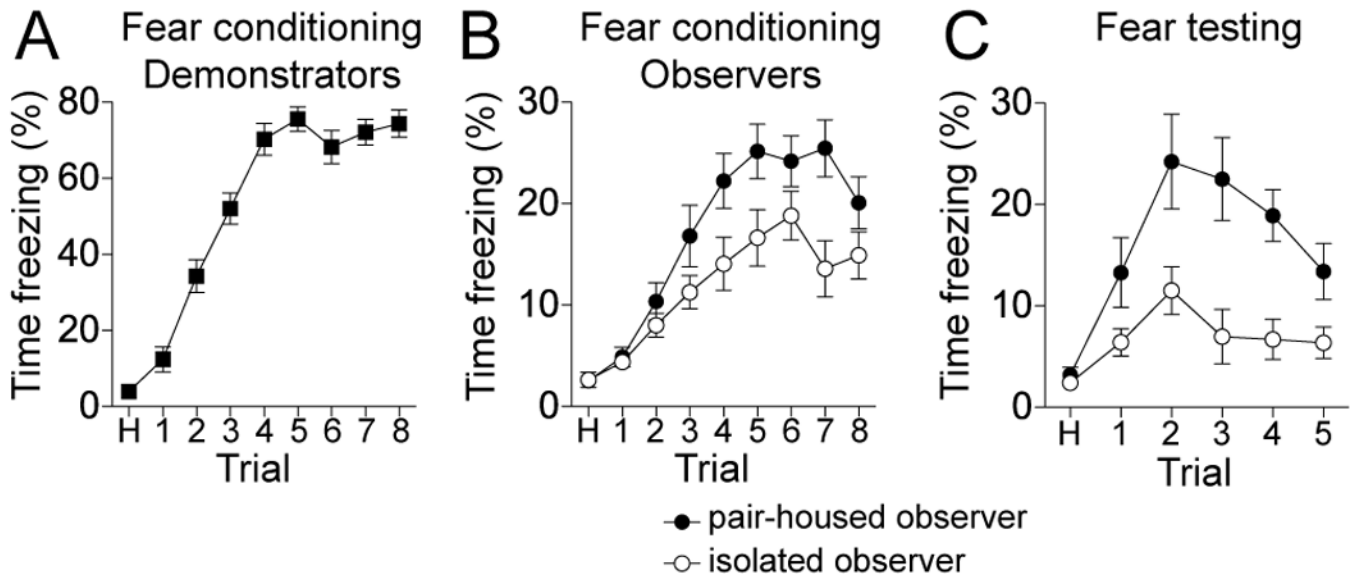 A
Fear conditioning
Demonstrators
Time freezing (%)
80
60
40
20
0
H 1 2 3 4 5 6 7 8
Trial
B
Fear conditioning
Observers
Time freezing (%)
30
20
10
0
H 1 2 3 4 5 6 7 8
Trial
C
Fear testing
Time freezing (%)
30
20
10
0
H 1 2 3 4 5
Trial
pair-housed observer
isolated observer